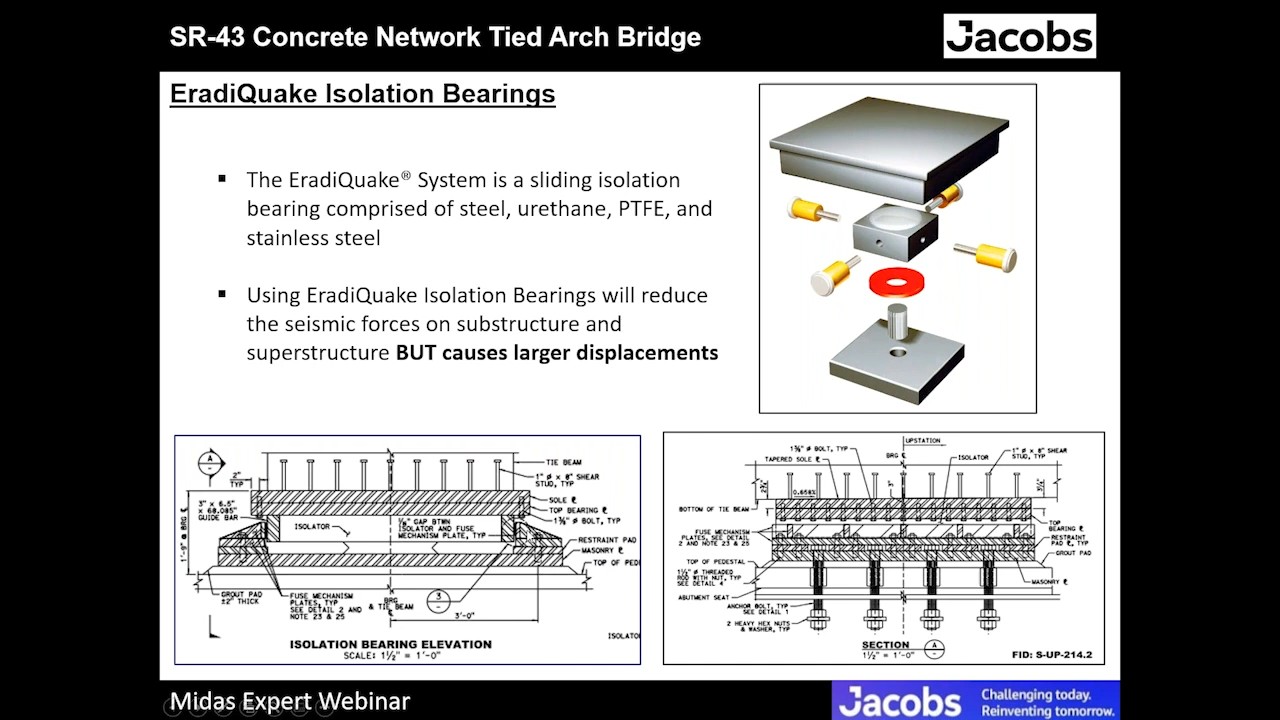 SR-43 Concrete Network Tied Arch Bridge
Jacobs
EradiQuake Isolation Bearings
▪ The EradiQuake® System is a sliding isolation
bearing comprised of steel, urethane, PTFE, and
stainless steel
▪ Using EradiQuake Isolation Bearings will reduce
the seismic forces on substructure and
superstructure BUT causes larger displacements
A
2"
TYP
TIE BEAM
1" Ø X 8" SHEAR
STUD, TYP
3" x 6.5"
x 68.085"
GUIDE BAR
SOLE ℄
TOP BEARING ℄
1⅜" Ø BOLT, TYP
ISOLATOR
⅛" GAP BTWN
ISOLATOR AND FUSE
MECHANISM PLATE, TYP
RESTRAINT PAD
MASONRY ℄
TOP OF PEDE
1'-9" @ BRG ℄
GROUT PAD
±2" THICK
FUSE MECHANISM
PLATES, TYP
SEE DETAIL 2 AND
NOTE 23 & 25
BRG ℄
& TIE BEAM
3
3'-0"
ISOLATO
ISOLATION BEARING ELEVATION
SCALE: 1½" = 1'-0"
UPSTATION
1⅜" Ø BOLT, TYP
TAPERED SOLE ℄
BRG ℄
ISOLATOR
1" Ø X 8" SHEAR
STUD, TYP
0.658%
3"
BOTTOM OF TIE BEAM
FUSE MECHANISM
PLATES, SEE DETAIL
2 AND NOTE 23 & 25
TOP
BEARING ℄
RESTRAINT
PAD ℄, TYP
GROUT PAD
TOP OF PEDESTAL
1½" Ø THREADED
ROD WITH NUT, TYP
SEE DETAIL 4
MASONRY ℄
ABUTMENT SEAT
ANCHOR BOLT, TYP
SEE DETAIL 1
2 HEAVY HEX NUTS
& WASHER, TYP
SECTION A
1½" = 1'-0"
FID: S-UP-214.2
Midas Expert Webinar
Jacobs
Challenging today.
Reinventing tomorrow.